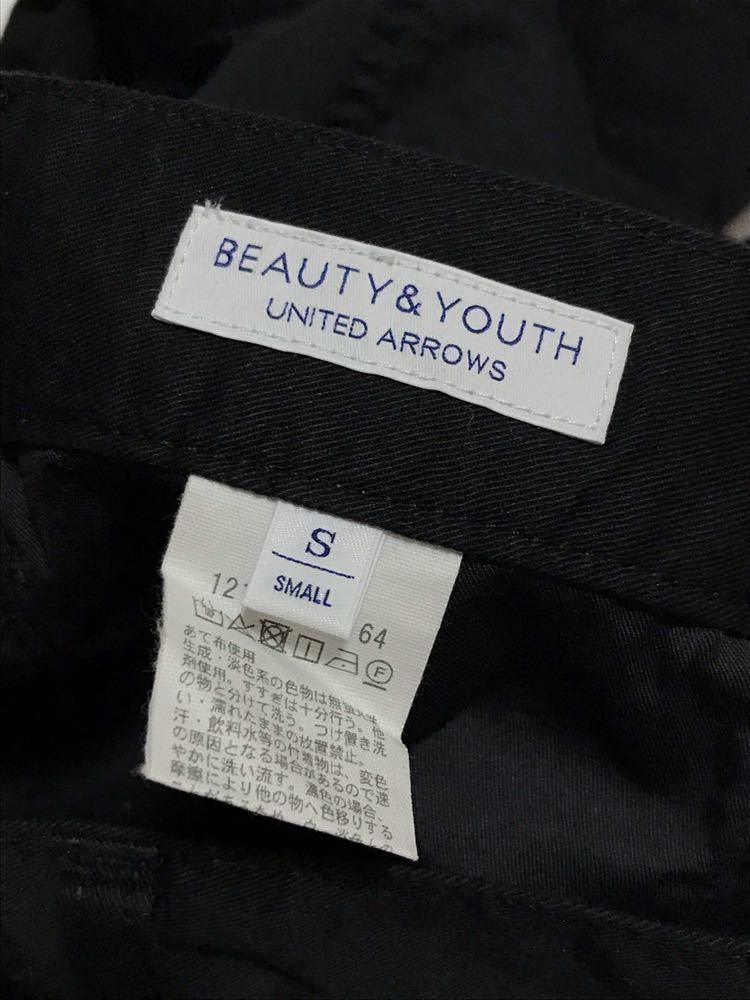 BEAUTY & YOUTH
UNITED ARROWS
S
SMALL
64
F
あて布使用
生成・淡色系の色物は無蛍光
剤使用。すすぎは十分行う。他
の物と分けて洗う。つけ置き洗
い・濡れたままの放置禁止。
汗・飲料水等の付着物は、変色
の原因となる場合があるので速
やかに洗い流す。濃色の場合、
摩擦により他の物へ色移りする